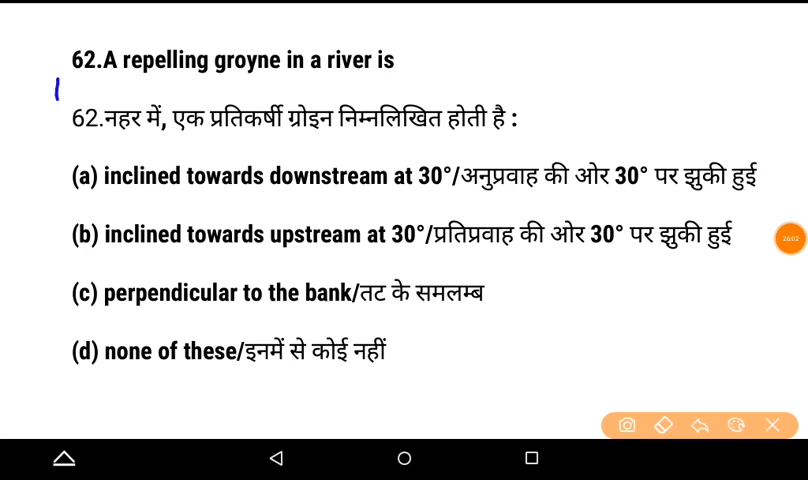 62.A repelling groyne in a river is
62.नहर में, एक प्रतिकर्षी ग्रोइन निम्नलिखित होती है :
(a) inclined towards downstream at 30°/अनुप्रवाह की ओर 30° पर झुकी हुई
(b) inclined towards upstream at 30°/प्रतिप्रवाह की ओर 30° पर झुकी हुई
26:02
(c) perpendicular to the bank/तट के समलम्ब
(d) none of these/इनमें से कोई नहीं